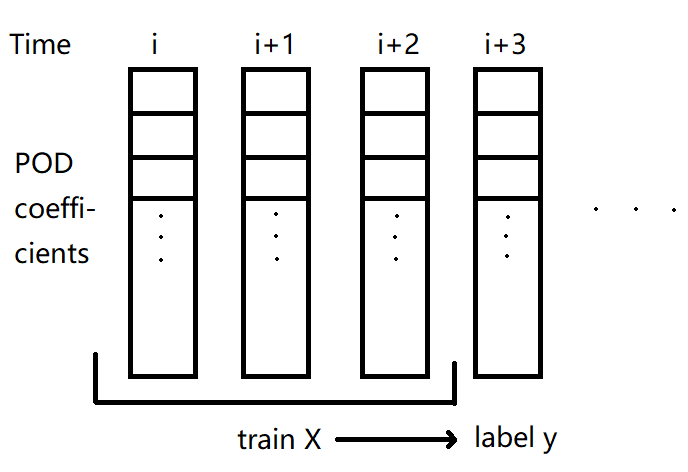 Time i i+1 i+2 i+3
POD
coeffi-
cients
train X label y